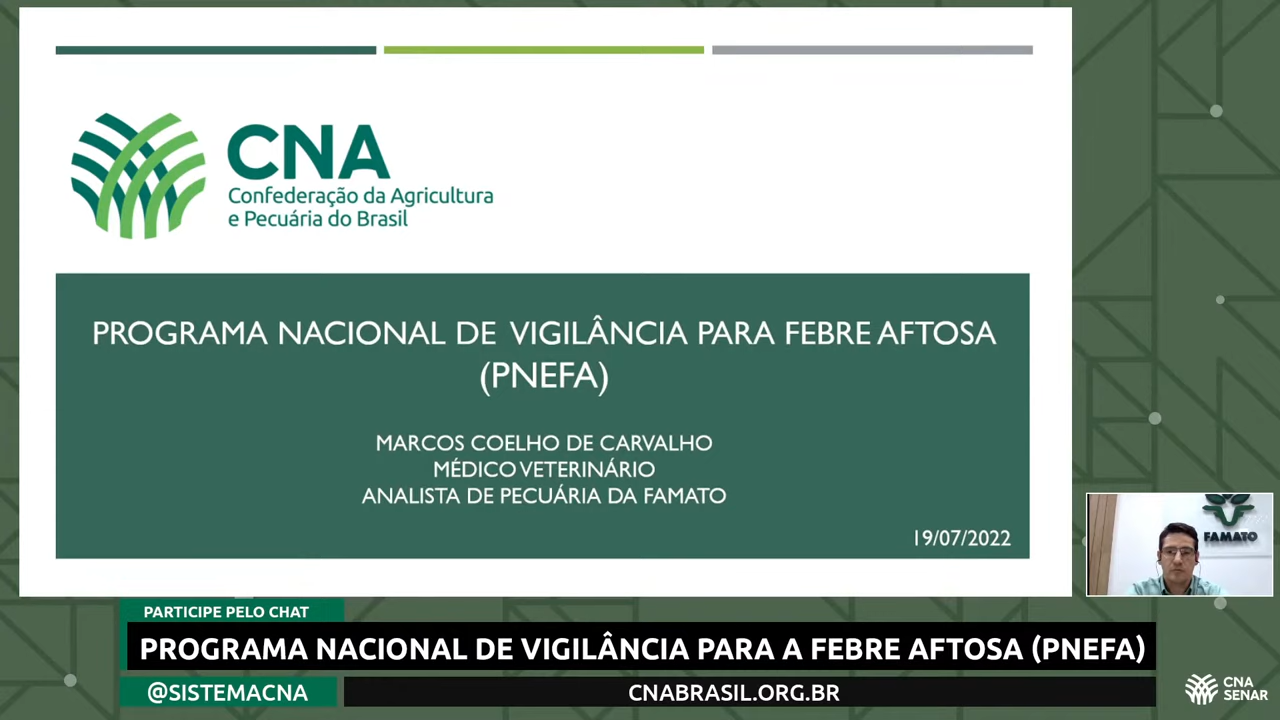 CNA
Confederação da Agricultura
e Pecuária do Brasil
PROGRAMA NACIONAL DE VIGILÂNCIA PARA FEBRE AFTOSA
(PNEFA)
MARCOS COELHO DE CARVALHO
MÉDICO VETERINÁRIO
ANALISTA DE PECUÁRIA DA FAMATO
19/07/2022
FAMATO
PARTICIPE PELO CHAT
PROGRAMA NACIONAL DE VIGILÂNCIA PARA A FEBRE AFTOSA (PNEFA)
@SISTEMACNA
CNABRASIL.ORG.BR
CNA
SENAR